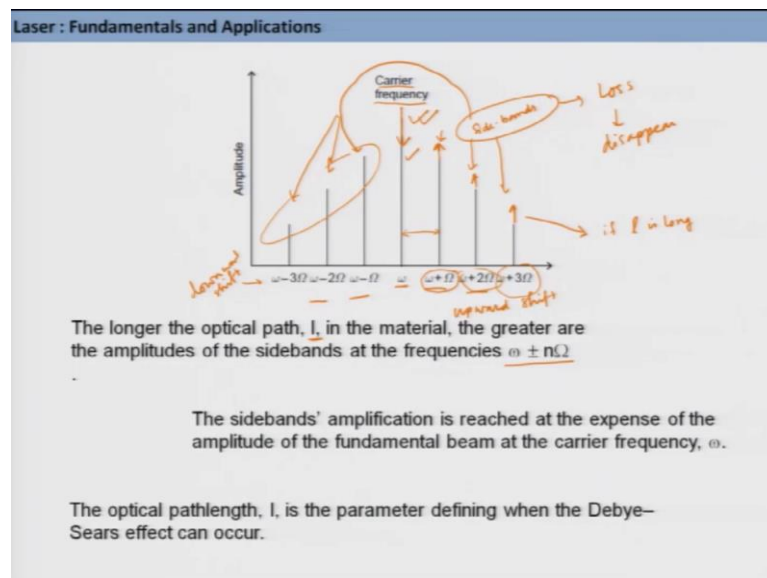 Laser : Fundamentals and Applications
Carrier
frequency
Side-bands
Loss
disappear
Amplitude
if l is long
downward
shift
ω−3Ω ω−2Ω ω−Ω ω ω+Ω ω+2Ω ω+3Ω
upward shift
The longer the optical path, l, in the material, the greater are
the amplitudes of the sidebands at the frequencies ω ± nΩ
.
The sidebands' amplification is reached at the expense of the
amplitude of the fundamental beam at the carrier frequency, ω.
The optical pathlength, l, is the parameter defining when the Debye–
Sears effect can occur.